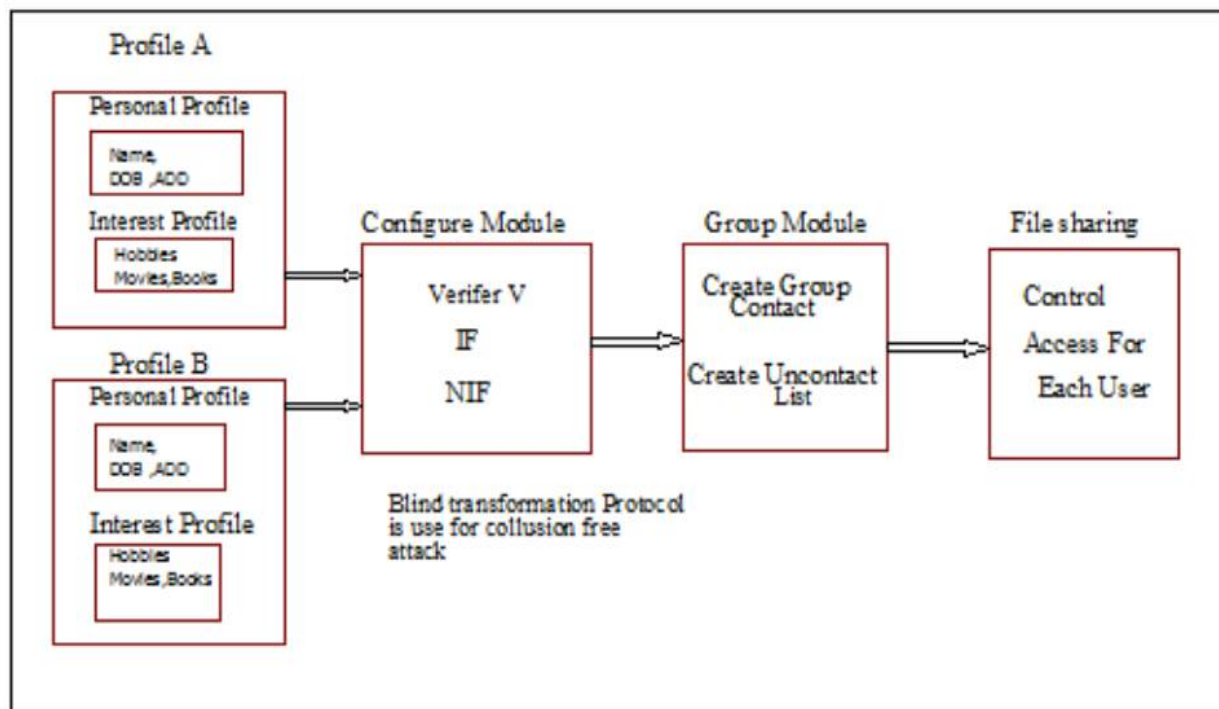 Profile A
Personal Profile
Name,
DOB ,ADD
Interest Profile
Hobbies
Movies,Books
Profile B
Personal Profile
Name,
DOB ,ADD
Interest Profile
Hobbies
Movies,Books
Configure Module
Verifer V
IF
NIF
Blind transformation Protocol
is use for collusion free
attack
Group Module
Create Group
Contact
Create Uncontact
List
File sharing
Control
Access For
Each User